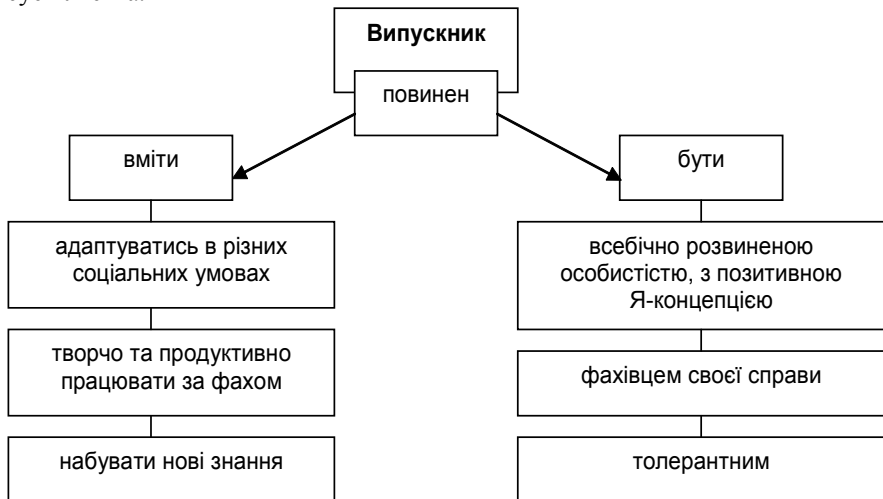 Випускник
повинен
вміти
бути
адаптуватись в різних
соціальних умовах
творчо та продуктивно
працювати за фахом
набувати нові знання
всебічно розвиненою
особистістю, з позитивною
Я-концепцією
фахівцем своєї справи
толерантним